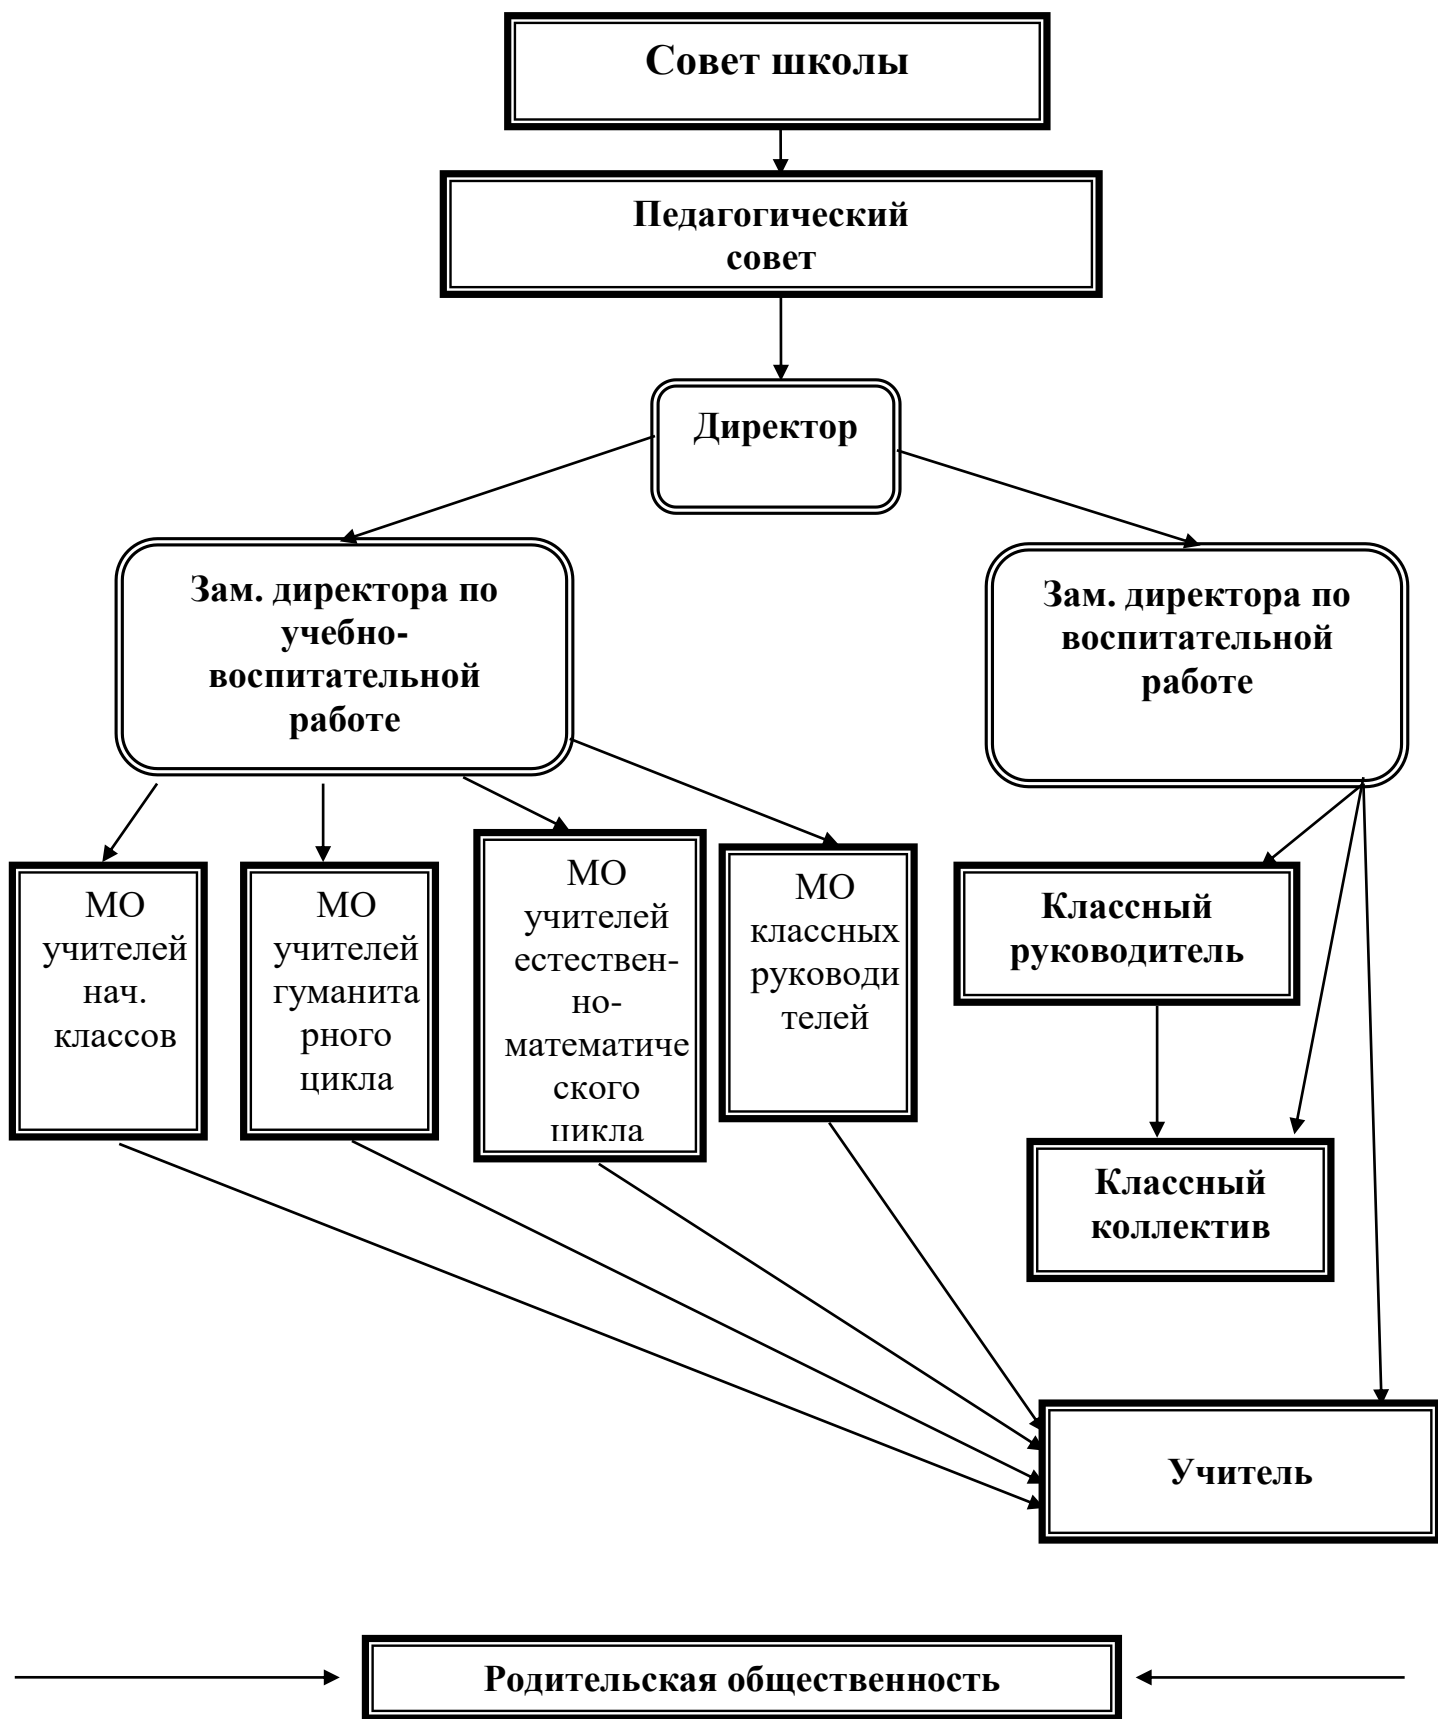 Совет школы
Педагогический
совет
Директор
Зам. директора по
учебно-
воспитательной
работе
Зам. директора по
воспитательной
работе
МО
учителей
нач.
классов
МО
учителей
гуманита
рного
цикла
МО
учителей
естествен-
но-
математиче
ского
цикла
МО
классных
руководи
телей
Классный
руководитель
Классный
коллектив
Учитель
Родительская общественность